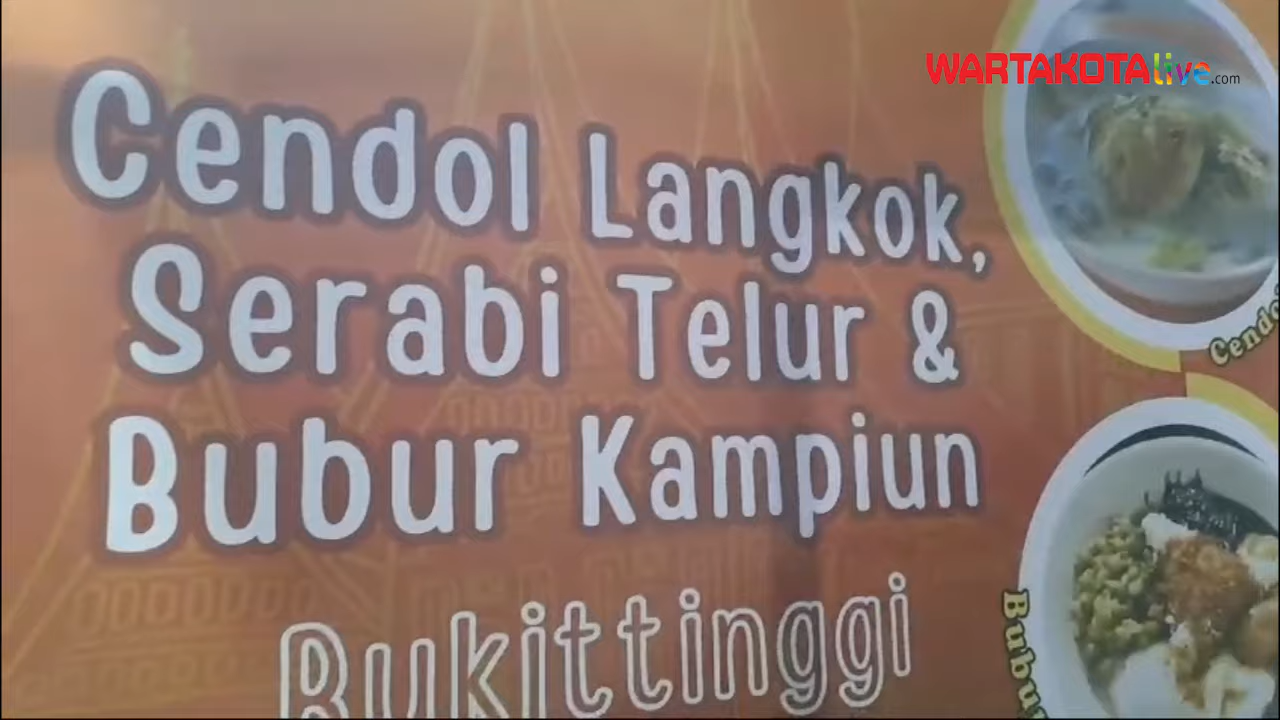 WARTAKOTAlive.com
Cendol Langkok,
Serabi Telur &
Bubur Kampiun
Bukittinggi